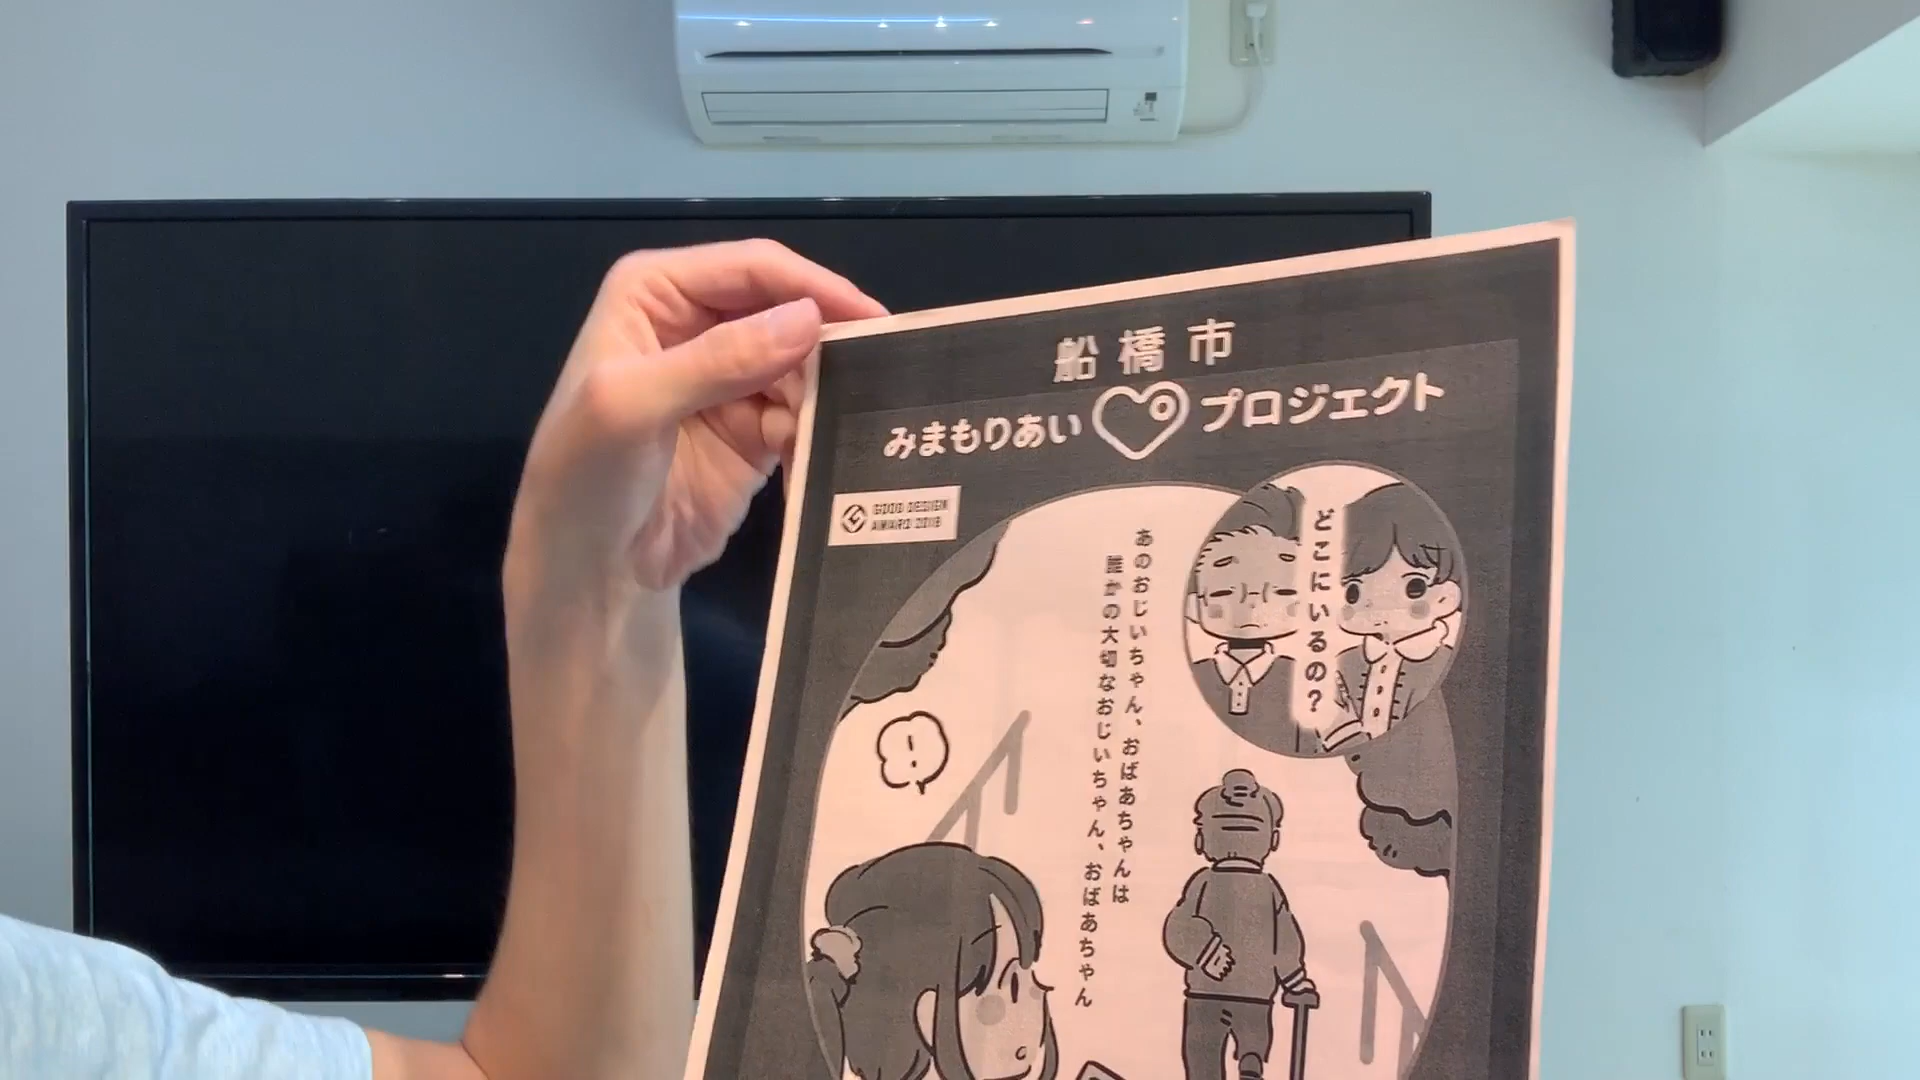 船橋市
みまもりあい プロジェクト
GOOD DESIGN
AWARD 2018
どこにいるの?
あのおじいちゃん、おばあちゃんは
誰かの大切なおじいちゃん、おばあちゃん
!